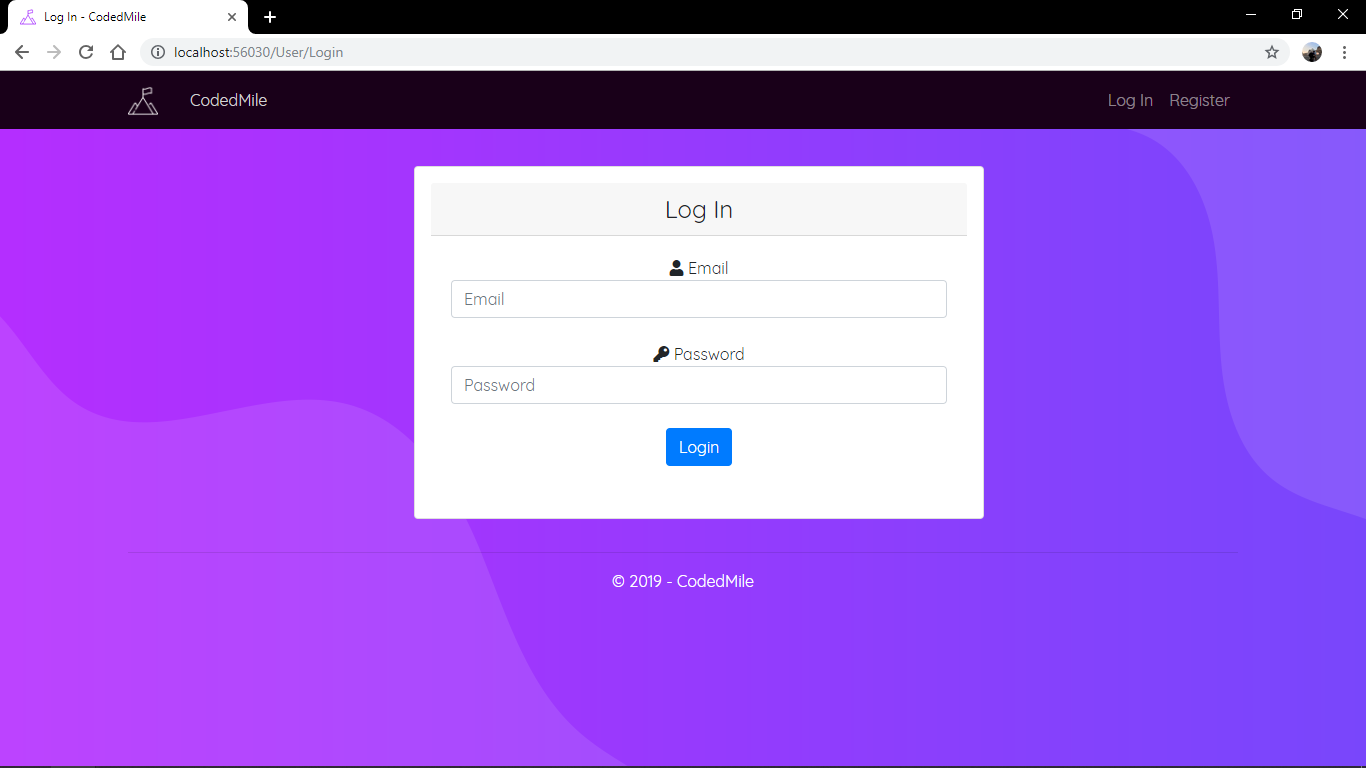 Log In - CodedMile
localhost:56030/User/Login
CodedMile
Log In Register
Log In
Email
Email
Password
Password
Login
© 2019 - CodedMile